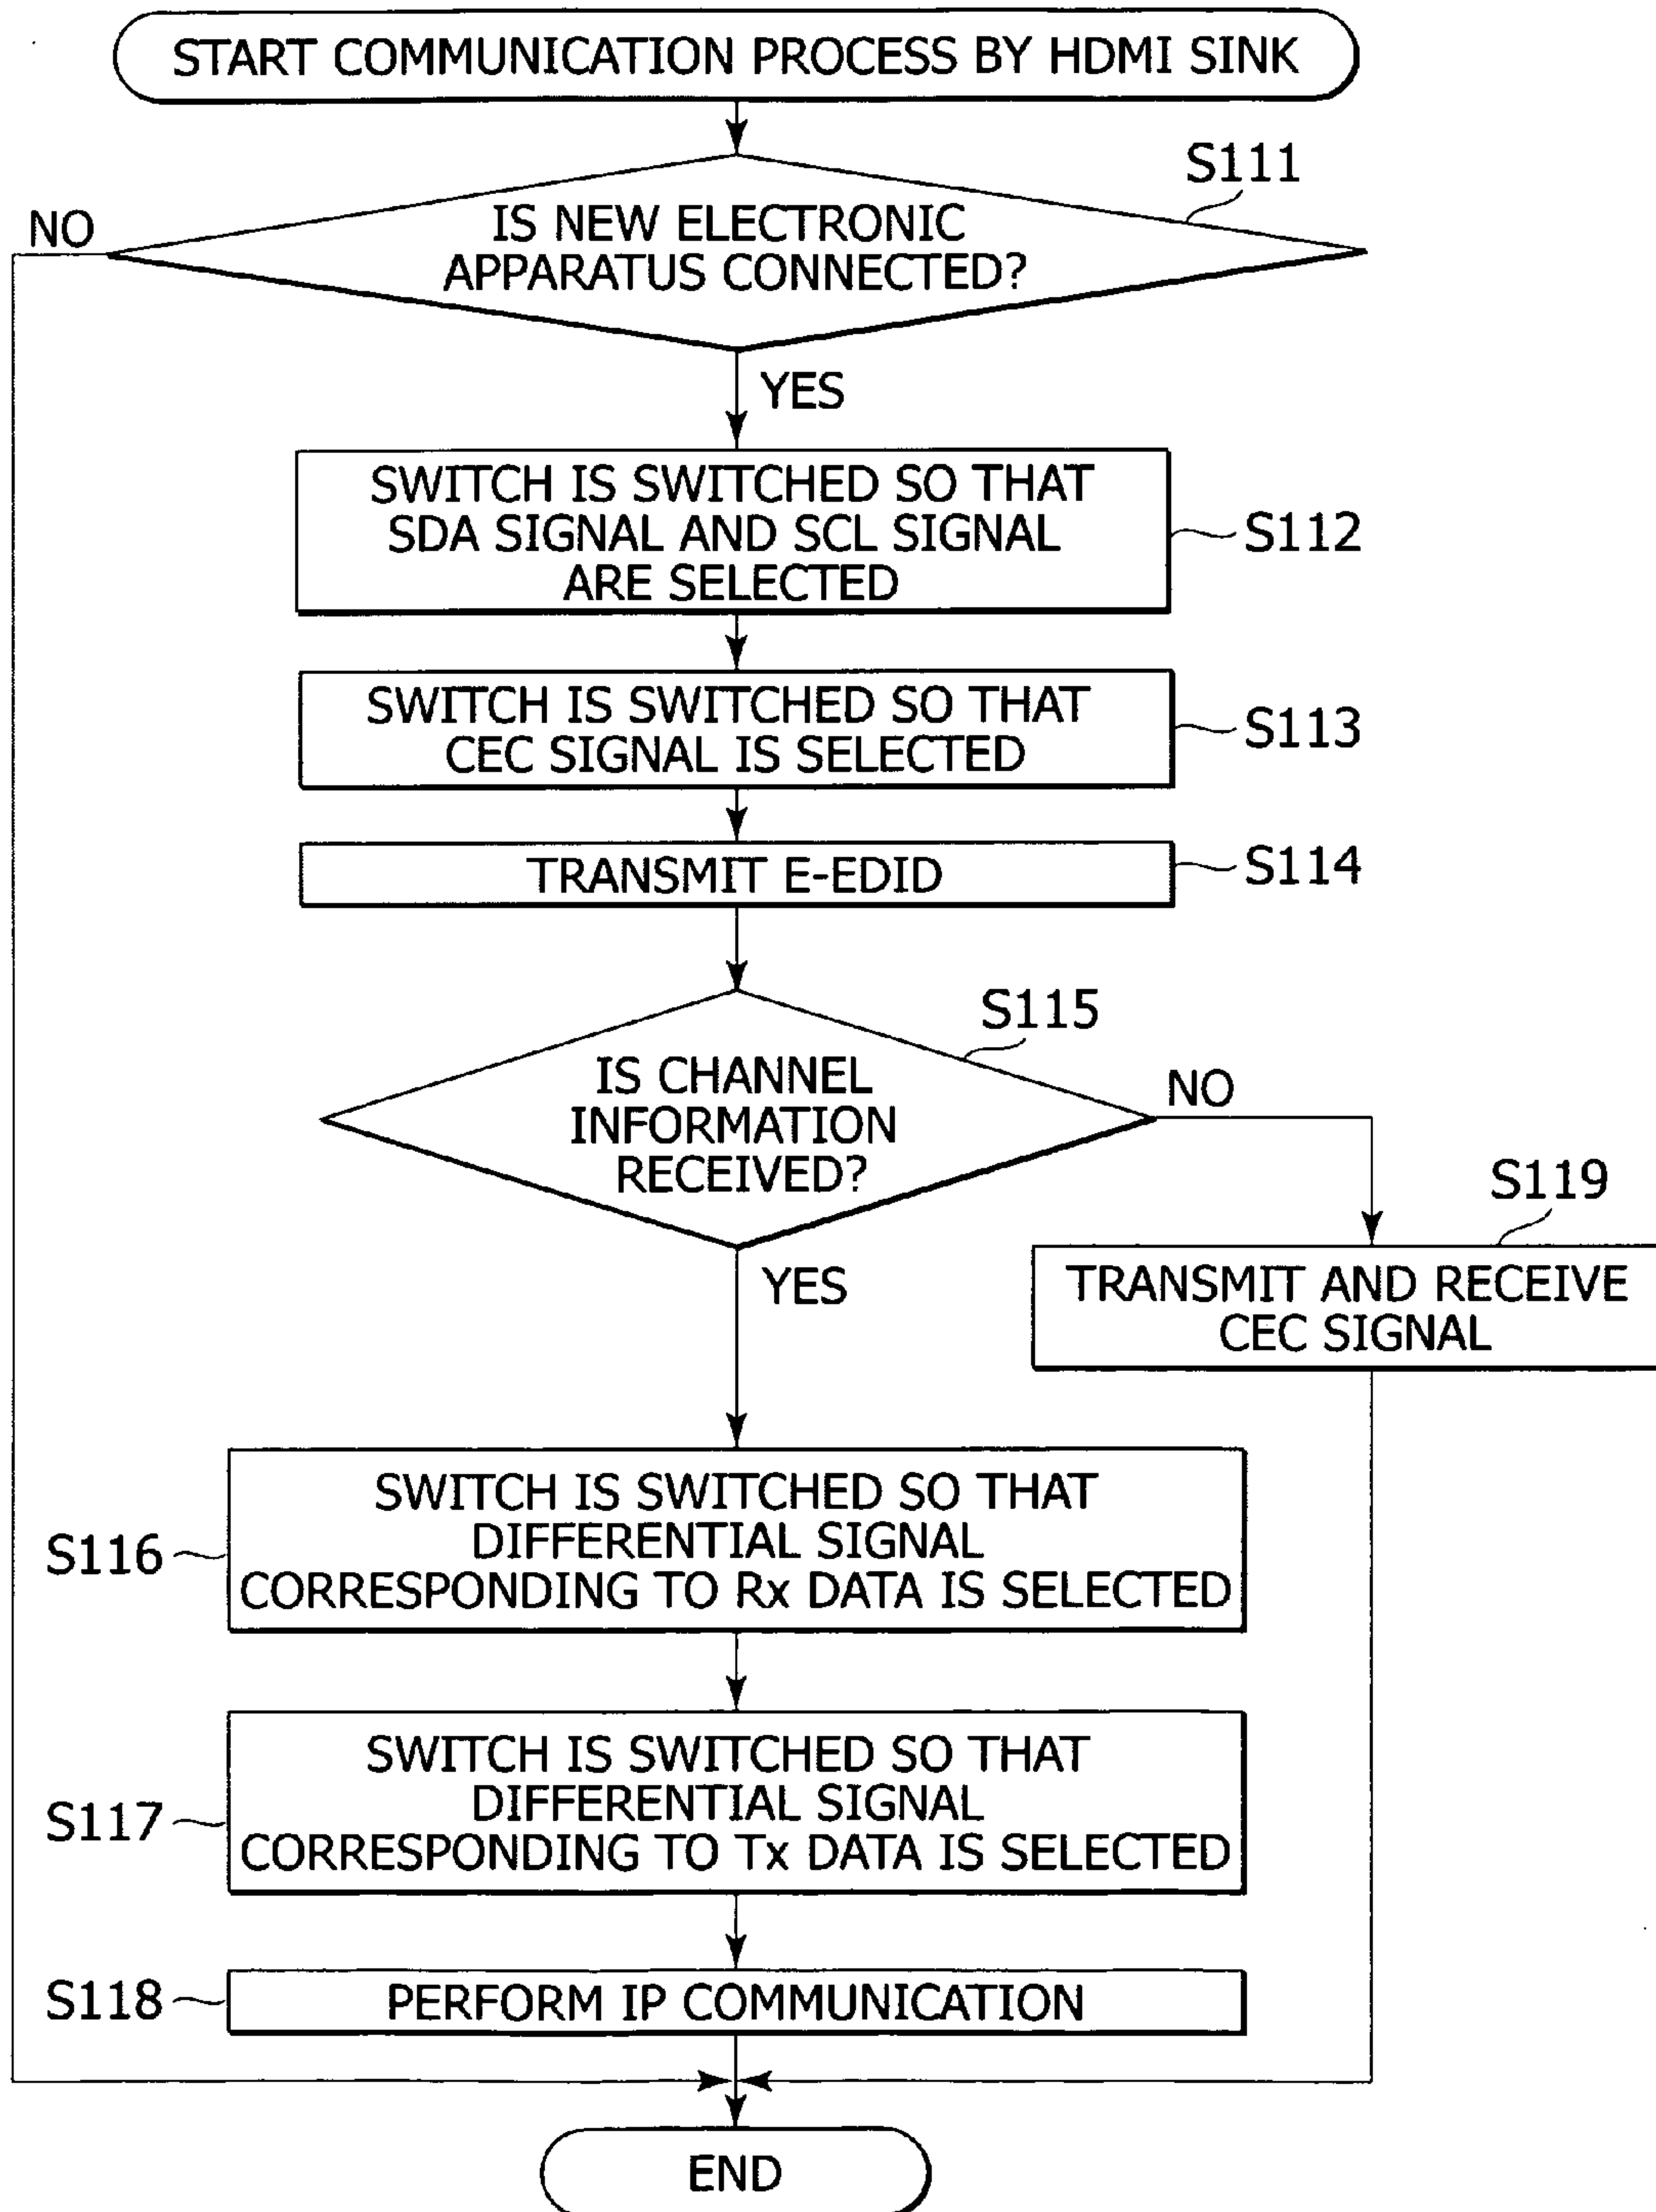 START COMMUNICATION PROCESS BY HDMI SINK
S111
NO
IS NEW ELECTRONIC
APPARATUS CONNECTED?
YES
SWITCH IS SWITCHED SO THAT
SDA SIGNAL AND SCL SIGNAL
ARE SELECTED
S112
SWITCH IS SWITCHED SO THAT
CEC SIGNAL IS SELECTED
S113
TRANSMIT E-EDID
S114
S115
IS CHANNEL
INFORMATION
RECEIVED?
NO
S119
TRANSMIT AND RECEIVE
CEC SIGNAL
YES
SWITCH IS SWITCHED SO THAT
DIFFERENTIAL SIGNAL
CORRESPONDING TO Rx DATA IS SELECTED
S116
SWITCH IS SWITCHED SO THAT
DIFFERENTIAL SIGNAL
CORRESPONDING TO Tx DATA IS SELECTED
S117
S118
PERFORM IP COMMUNICATION
END